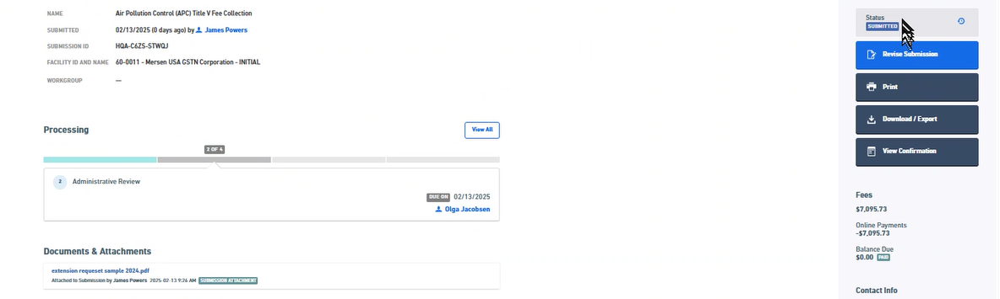 NAME Air Pollution Control (APC) Title V Fee Collection
SUBMITTED 02/13/2025 (0 days ago) by James Powers
SUBMISSION ID HQA-C6ZS-STWQJ
FACILITY ID AND NAME 60-0011 - Mersen USA GSTN Corporation - INITIAL
WORKGROUP —
Processing
View All
2 OF 4
2 Administrative Review
DUE ON 02/13/2025
Olga Jacobsen
Documents & Attachments
extension requeset sample 2024.pdf
Attached to Submission by James Powers 2025-02-13 9:26 AM SUBMISSION ATTACHMENT
Status
SUBMITTED
Revise Submission
Print
Download / Export
View Confirmation
Fees
$7,095.73
Online Payments
-$7,095.73
Balance Due
$0.00 PAID
Contact Info